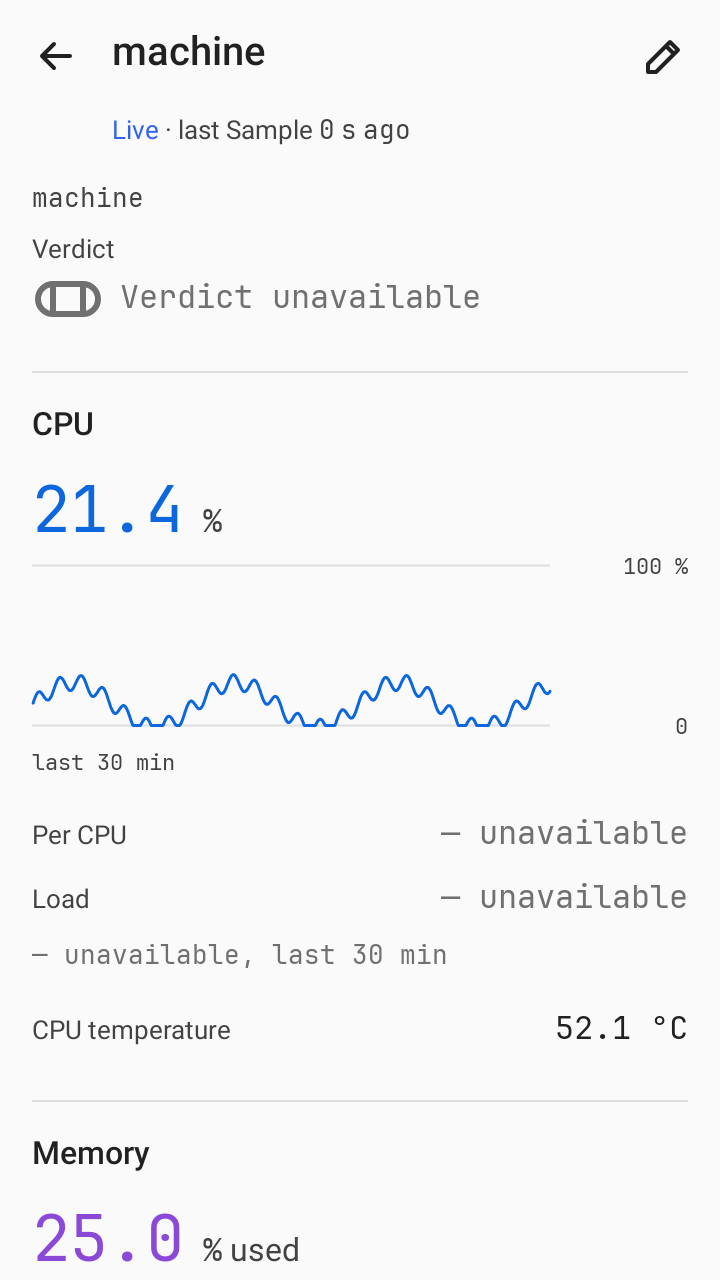 machine
Live · last Sample 0 s ago
machine
Verdict
Verdict unavailable
CPU
21.4 %
100 %
0
last 30 min
Per CPU — unavailable
Load — unavailable
— unavailable, last 30 min
CPU temperature 52.1 °C
Memory
25.0 % used